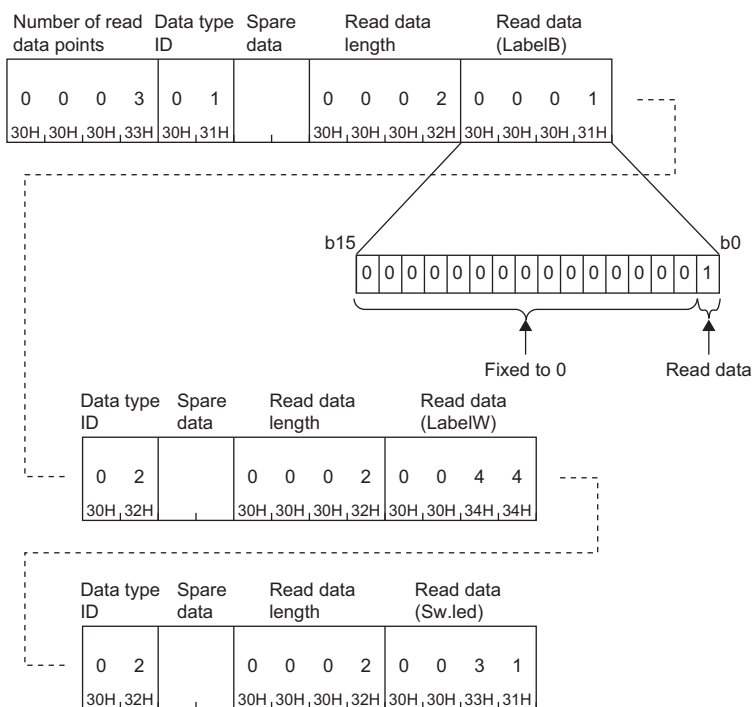 Number of read data points Data type ID Spare data Read data length Read data (LabelB)
0 0 0 3 0 1 0 0 0 2 0 0 0 1
30H 30H 30H 33H 30H 31H 30H 30H 30H 32H 30H 30H 30H 31H
b15 b0
0 0 0 0 0 0 0 0 0 0 0 0 0 0 0 1
Fixed to 0 Read data
Data type ID Spare data Read data length Read data (LabelW)
0 2 0 0 0 2 0 0 4 4
30H 32H 30H 30H 30H 32H 30H 30H 34H 34H
Data type ID Spare data Read data length Read data (Sw.led)
0 2 0 0 0 2 0 0 3 1
30H 32H 30H 30H 30H 32H 30H 30H 33H 31H